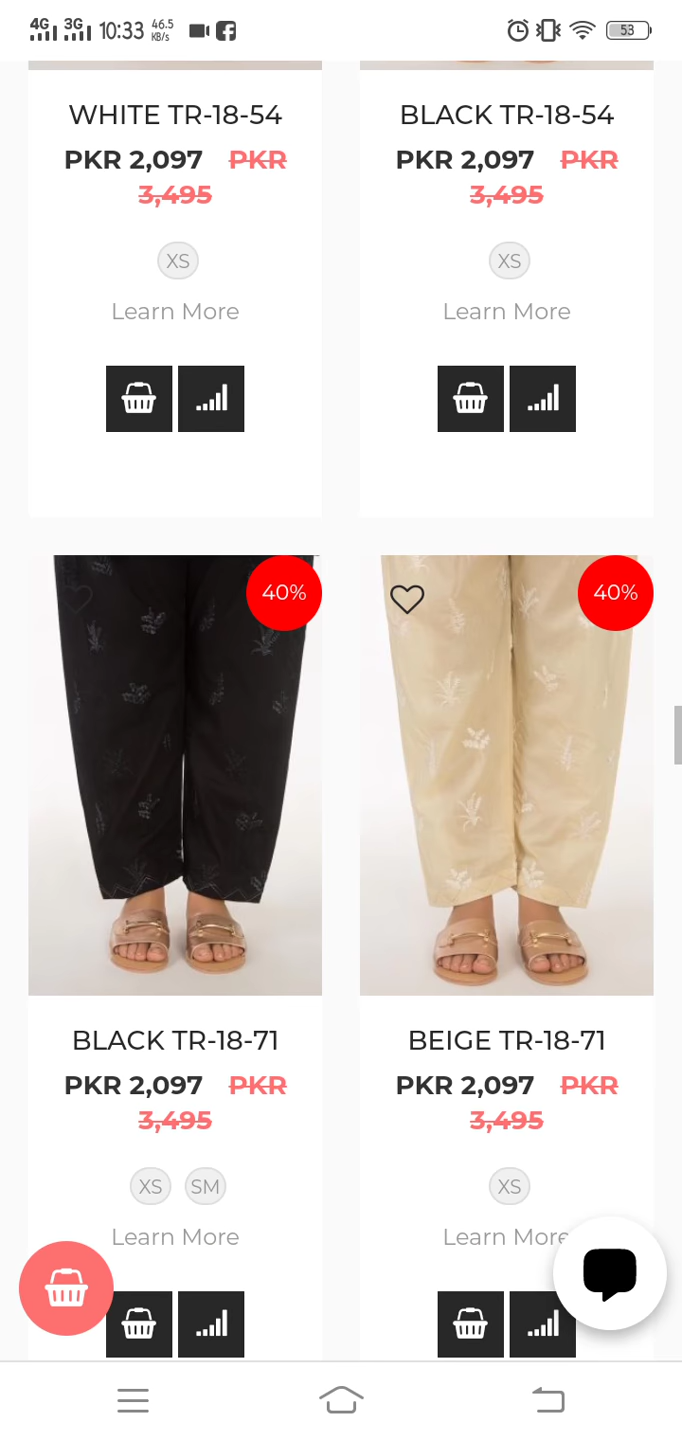 4G 3G 10:33 46.5 KB/s 53
WHITE TR-18-54
PKR 2,097 PKR
3,495
XS
Learn More
BLACK TR-18-54
PKR 2,097 PKR
3,495
XS
Learn More
40%
BLACK TR-18-71
PKR 2,097 PKR
3,495
XS SM
Learn More
40%
BEIGE TR-18-71
PKR 2,097 PKR
3,495
XS
Learn More